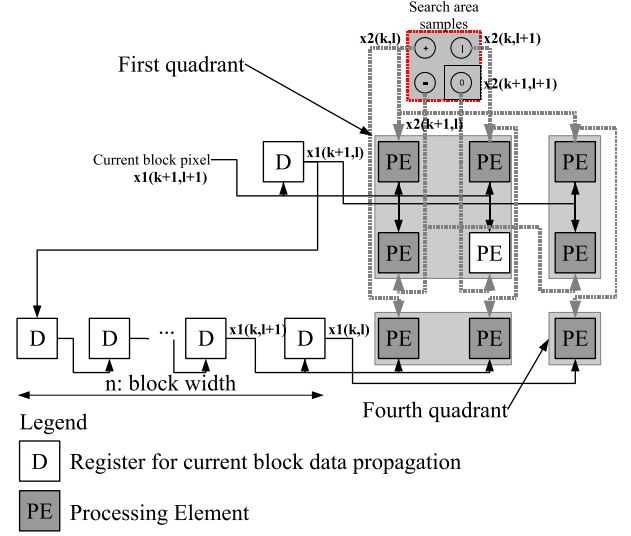 Search area
samples
x2(k,l)
+
|
x2(k,l+1)
=
0
x2(k+1,l+1)
First quadrant
x2(k+1,l)
Current block pixel
x1(k+1,l+1)
D
x1(k+1,l)
PE
PE
PE
PE
PE
PE
D
D
...
D
x1(k,l+1)
D
x1(k,l)
PE
PE
PE
n: block width
Fourth quadrant
Legend
D
Register for current block data propagation
PE
Processing Element